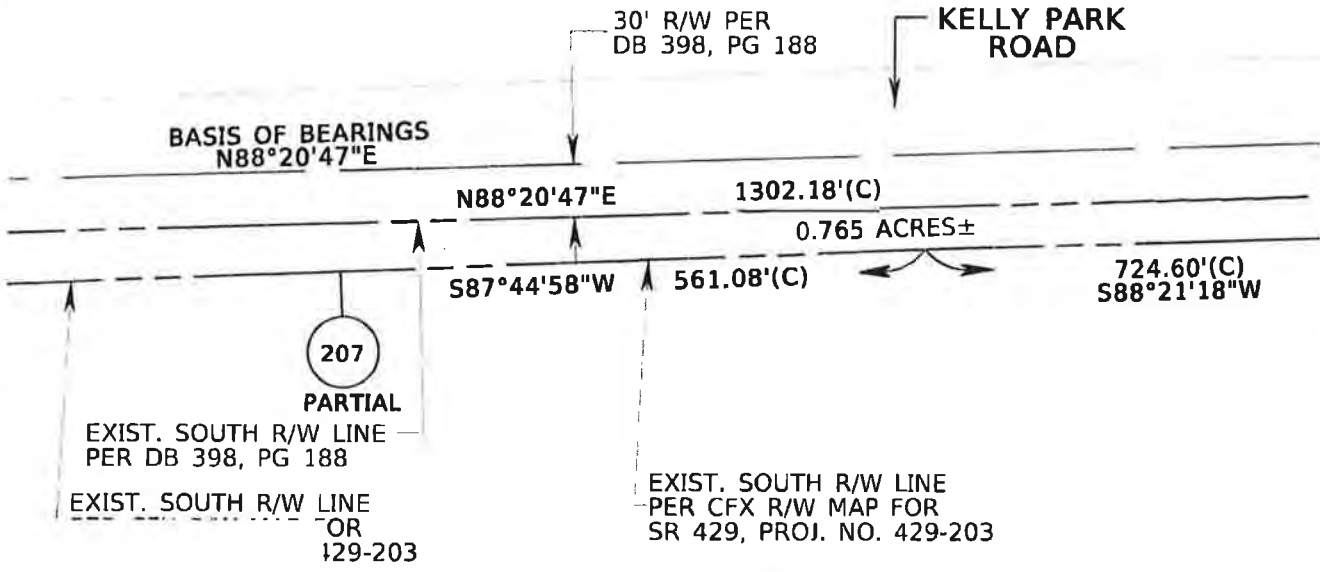 30' R/W PER
DB 398, PG 188
KELLY PARK
ROAD
BASIS OF BEARINGS
N88°20'47"E
N88°20'47"E
1302.18'(C)
0.765 ACRES±
S87°44'58"W
561.08'(C)
724.60'(C)
S88°21'18"W
207
PARTIAL
EXIST. SOUTH R/W LINE
PER DB 398, PG 188
EXIST. SOUTH R/W LINE
OR
429-203
EXIST. SOUTH R/W LINE
PER CFX R/W MAP FOR
SR 429, PROJ. NO. 429-203